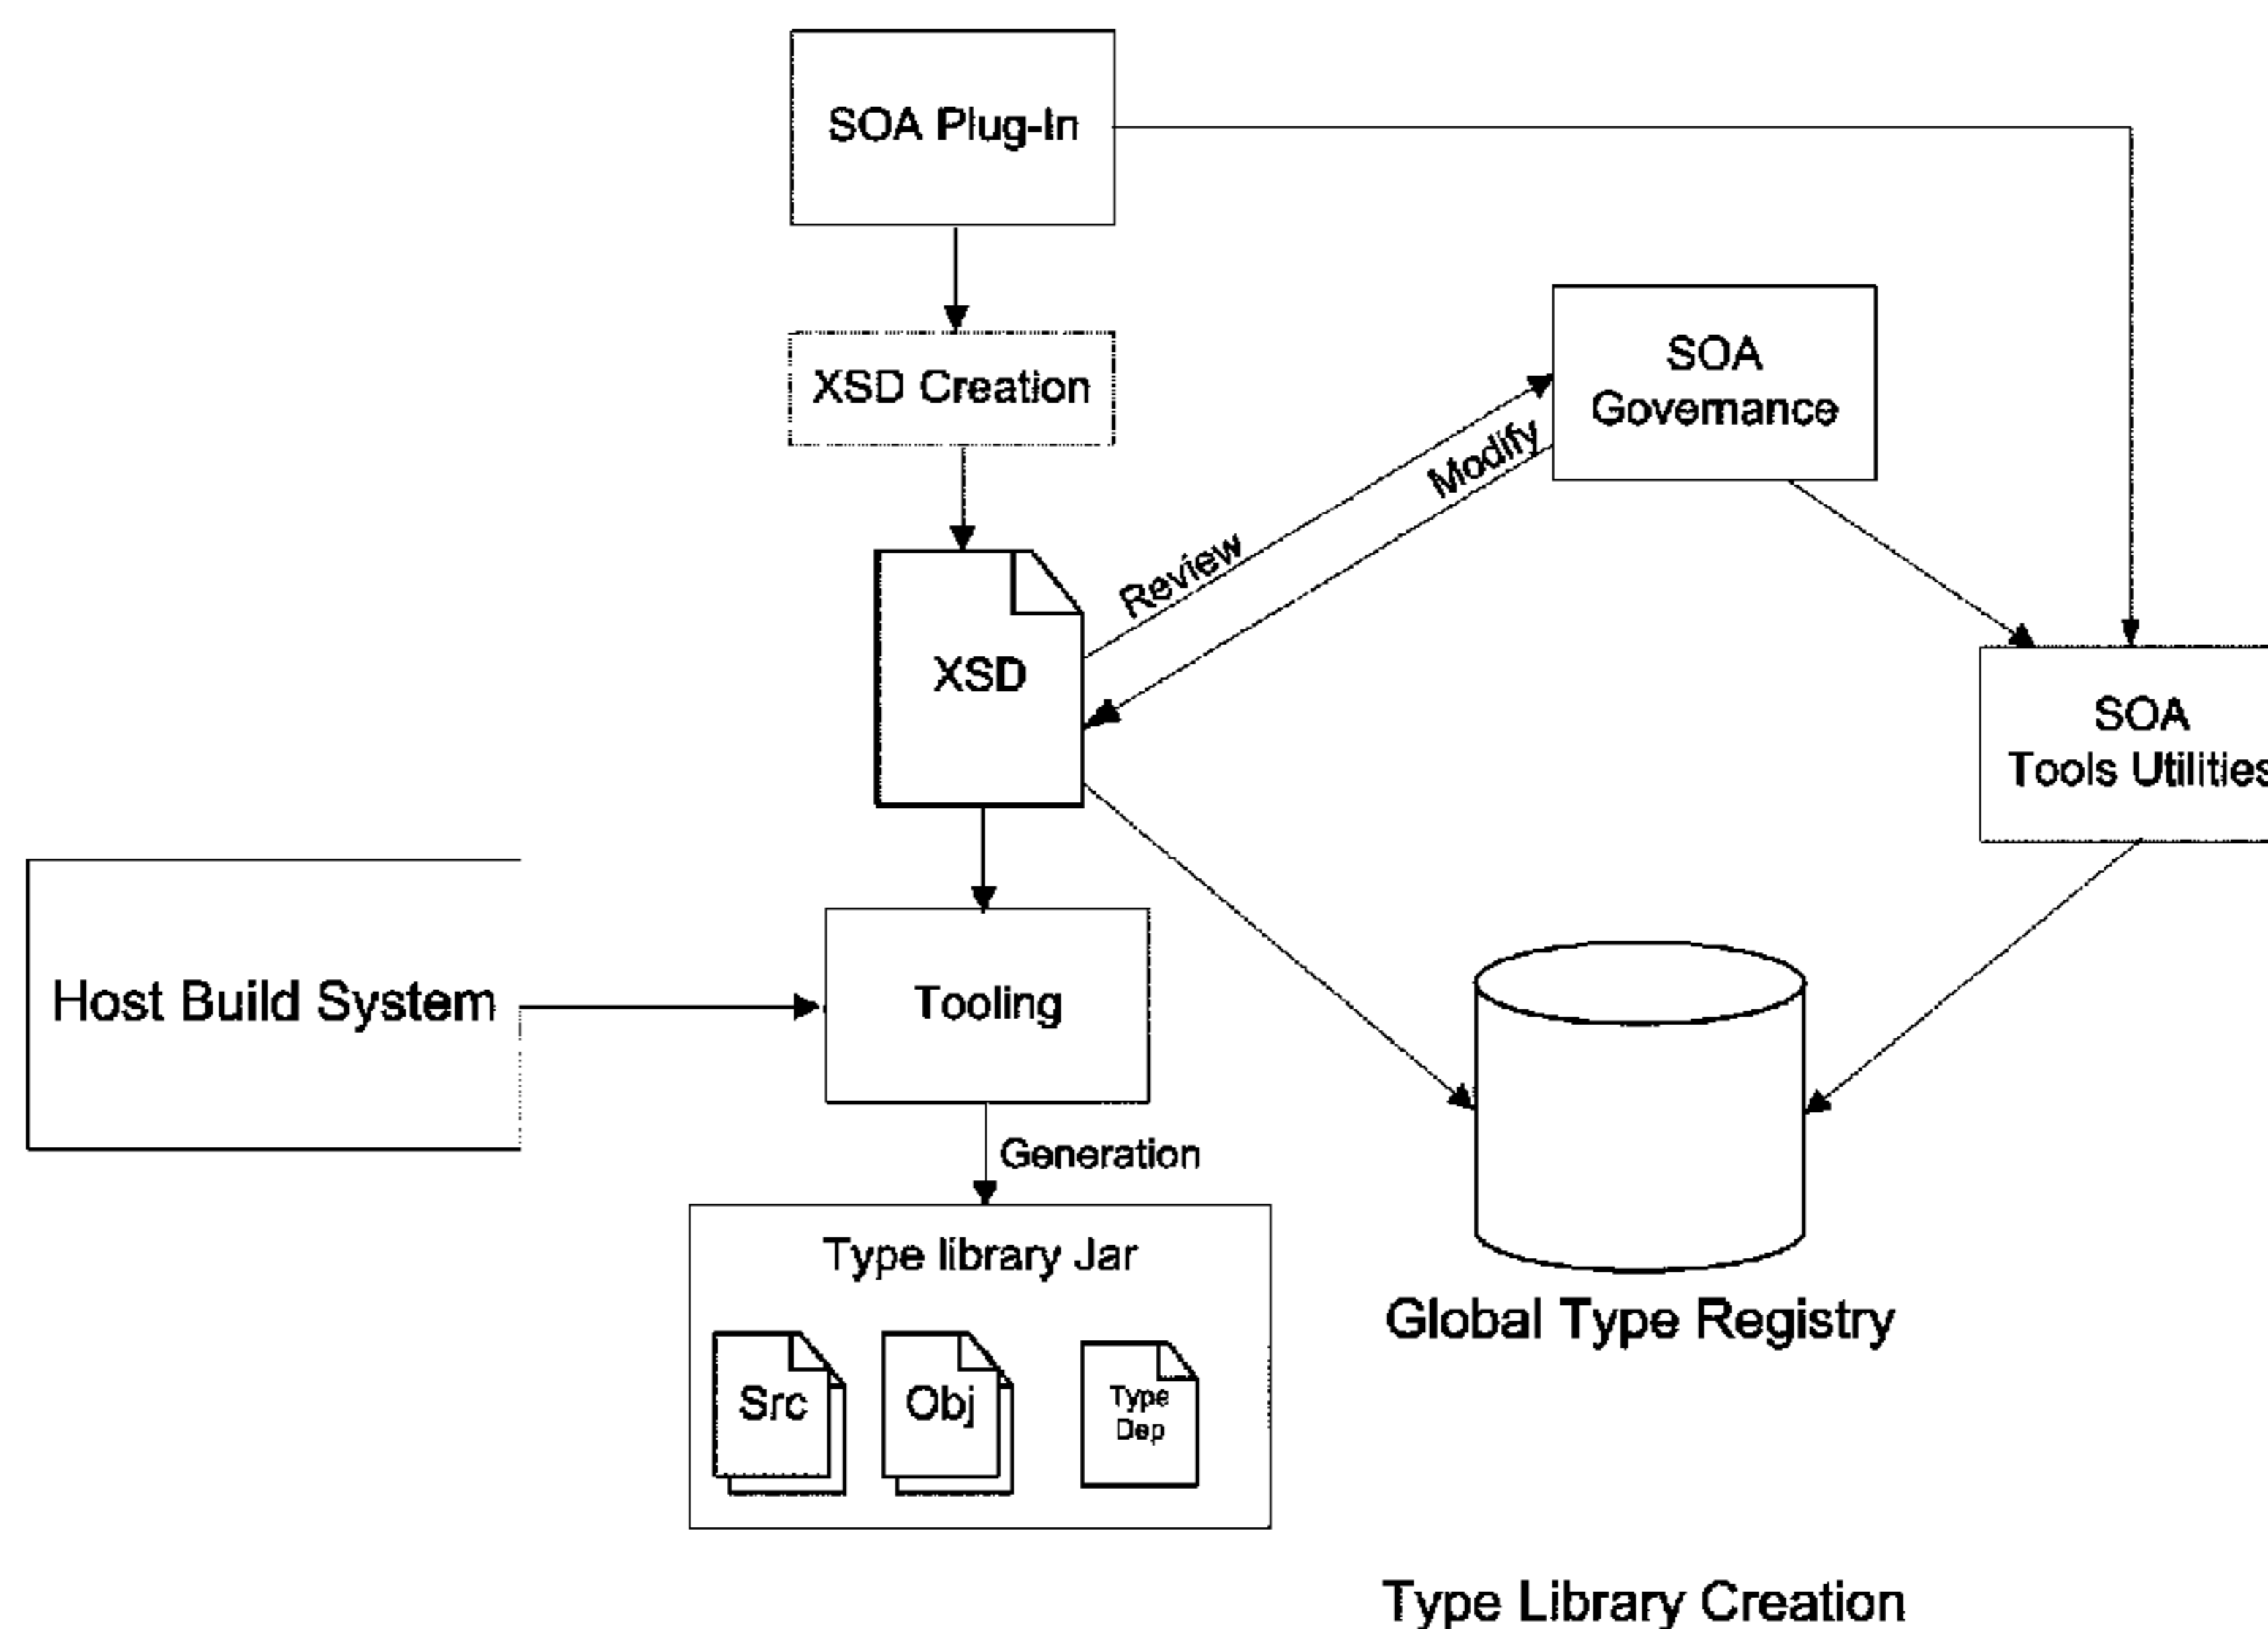 SOA Plug-In
XSD Creation
SOA
Governance
Modify
Review
XSD
SOA
Tools Utilities
Host Build System
Tooling
Generation
Type library Jar
Global Type Registry
Src
Obj
Type
Dep
Type Library Creation